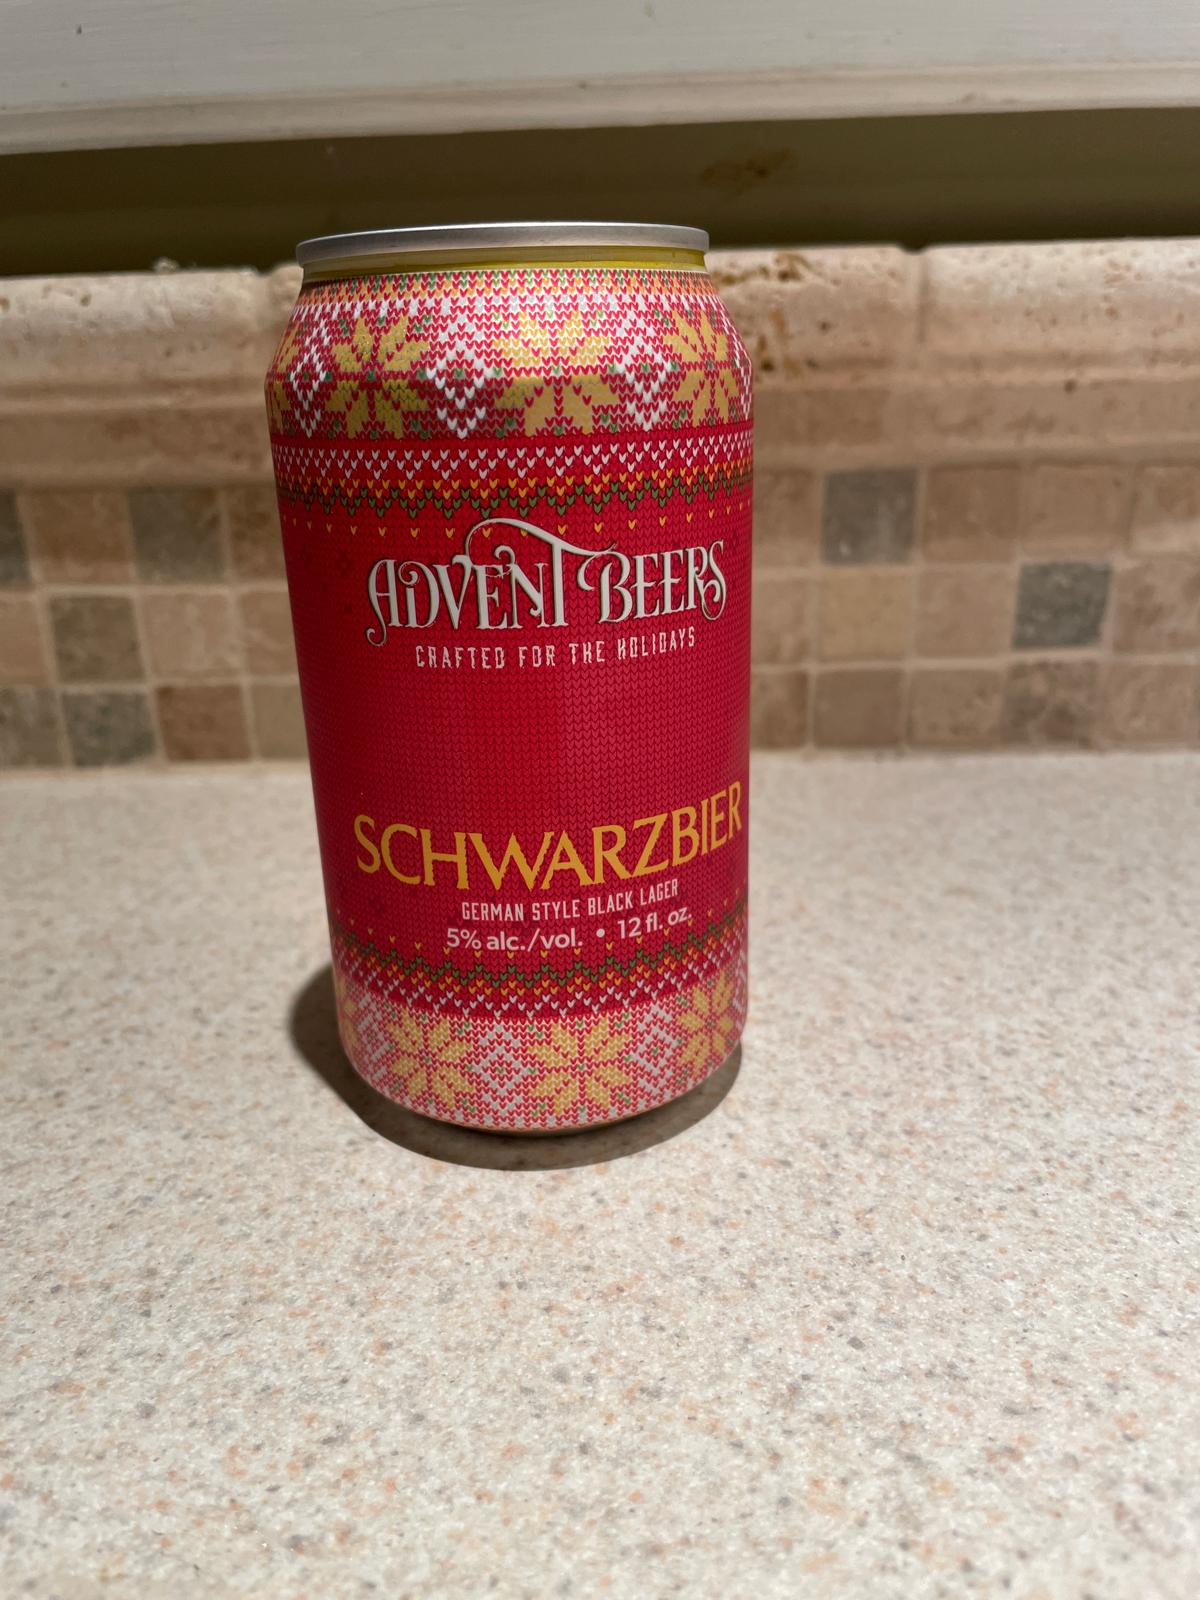 ADVENT BEERS
CRAFTED FOR THE HOLIDAYS
SCHWARZBIER
GERMAN STYLE BLACK LAGER
5% alc./vol. • 12 fl. oz.